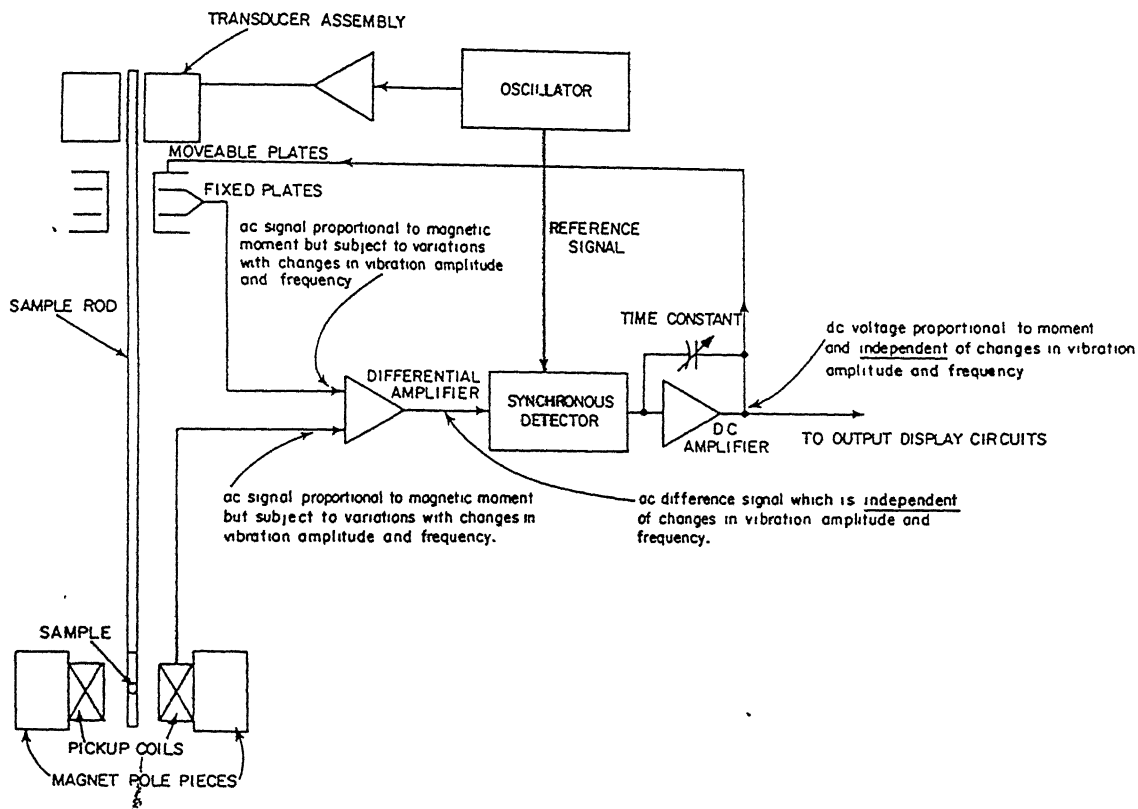 TRANSDUCER ASSEMBLY
OSCILLATOR
MOVEABLE PLATES
FIXED PLATES
ac signal proportional to magnetic
moment but subject to variations
with changes in vibration amplitude
and frequency
REFERENCE
SIGNAL
SAMPLE ROD
TIME CONSTANT
dc voltage proportional to moment
and independent of changes in vibration
amplitude and frequency
DIFFERENTIAL
AMPLIFIER
SYNCHRONOUS
DETECTOR
DC
AMPLIFIER
TO OUTPUT DISPLAY CIRCUITS
ac signal proportional to magnetic moment
but subject to variations with changes in
vibration amplitude and frequency.
ac difference signal which is independent
of changes in vibration amplitude and
frequency.
SAMPLE
PICKUP COILS
MAGNET POLE PIECES